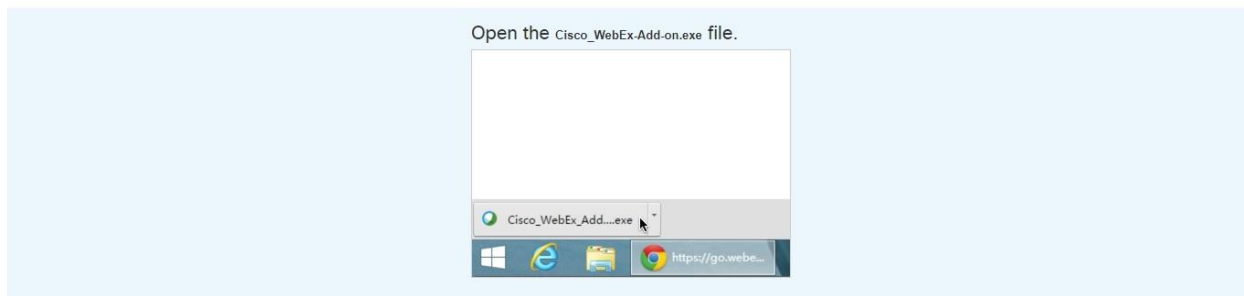 Open the Cisco_WebEx-Add-on.exe file.
Cisco_WebEx_Add....exe
https://go.webe...